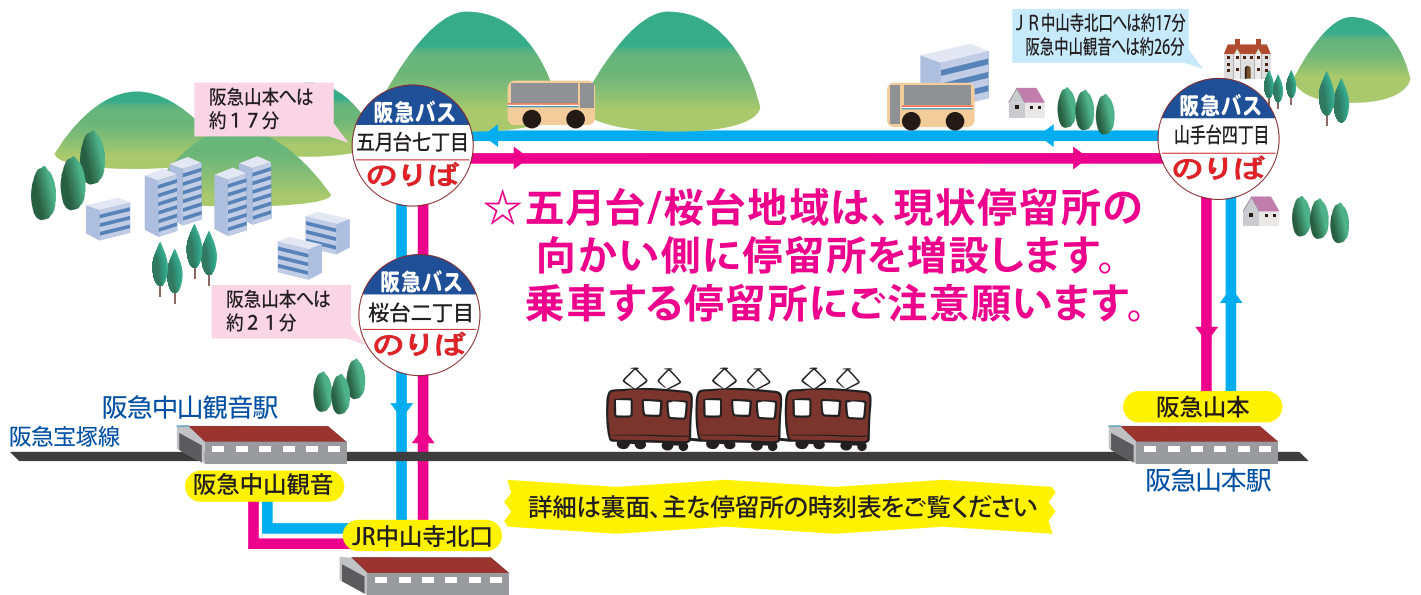 ＪＲ中山寺北口へは約17分
阪急中山観音へは約26分
阪急山本へは
約１７分
阪急バス
五月台七丁目
のりば
阪急バス
山手台四丁目
のりば
☆五月台/桜台地域は、現状停留所の
向かい側に停留所を増設します。
乗車する停留所にご注意願います。
阪急山本へは
約２１分
阪急バス
桜台二丁目
のりば
阪急中山観音駅
阪急宝塚線
阪急山本
阪急山本駅
阪急中山観音
JR中山寺北口
詳細は裏面、主な停留所の時刻表をご覧ください